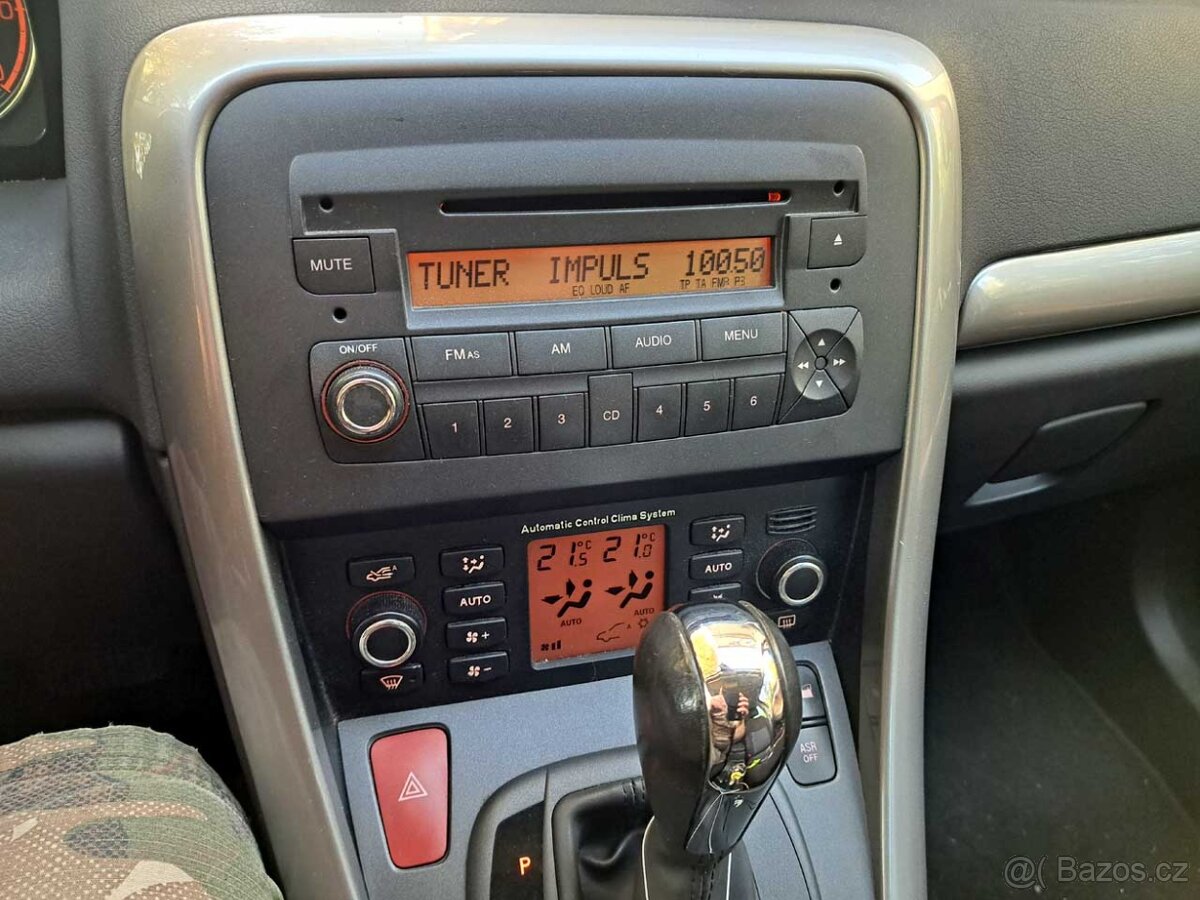 TUNER IMPULS 100.50
EQ LOUD AF TP TA FMA P3
MUTE
ON/OFF
FM AS AM AUDIO MENU
1 2 3 CD 4 5 6
Automatic Control Clima System
21.5 °C 21.0 °C
AUTO AUTO
AUTO AUTO
A
ASR
OFF
P
Bazos.cz